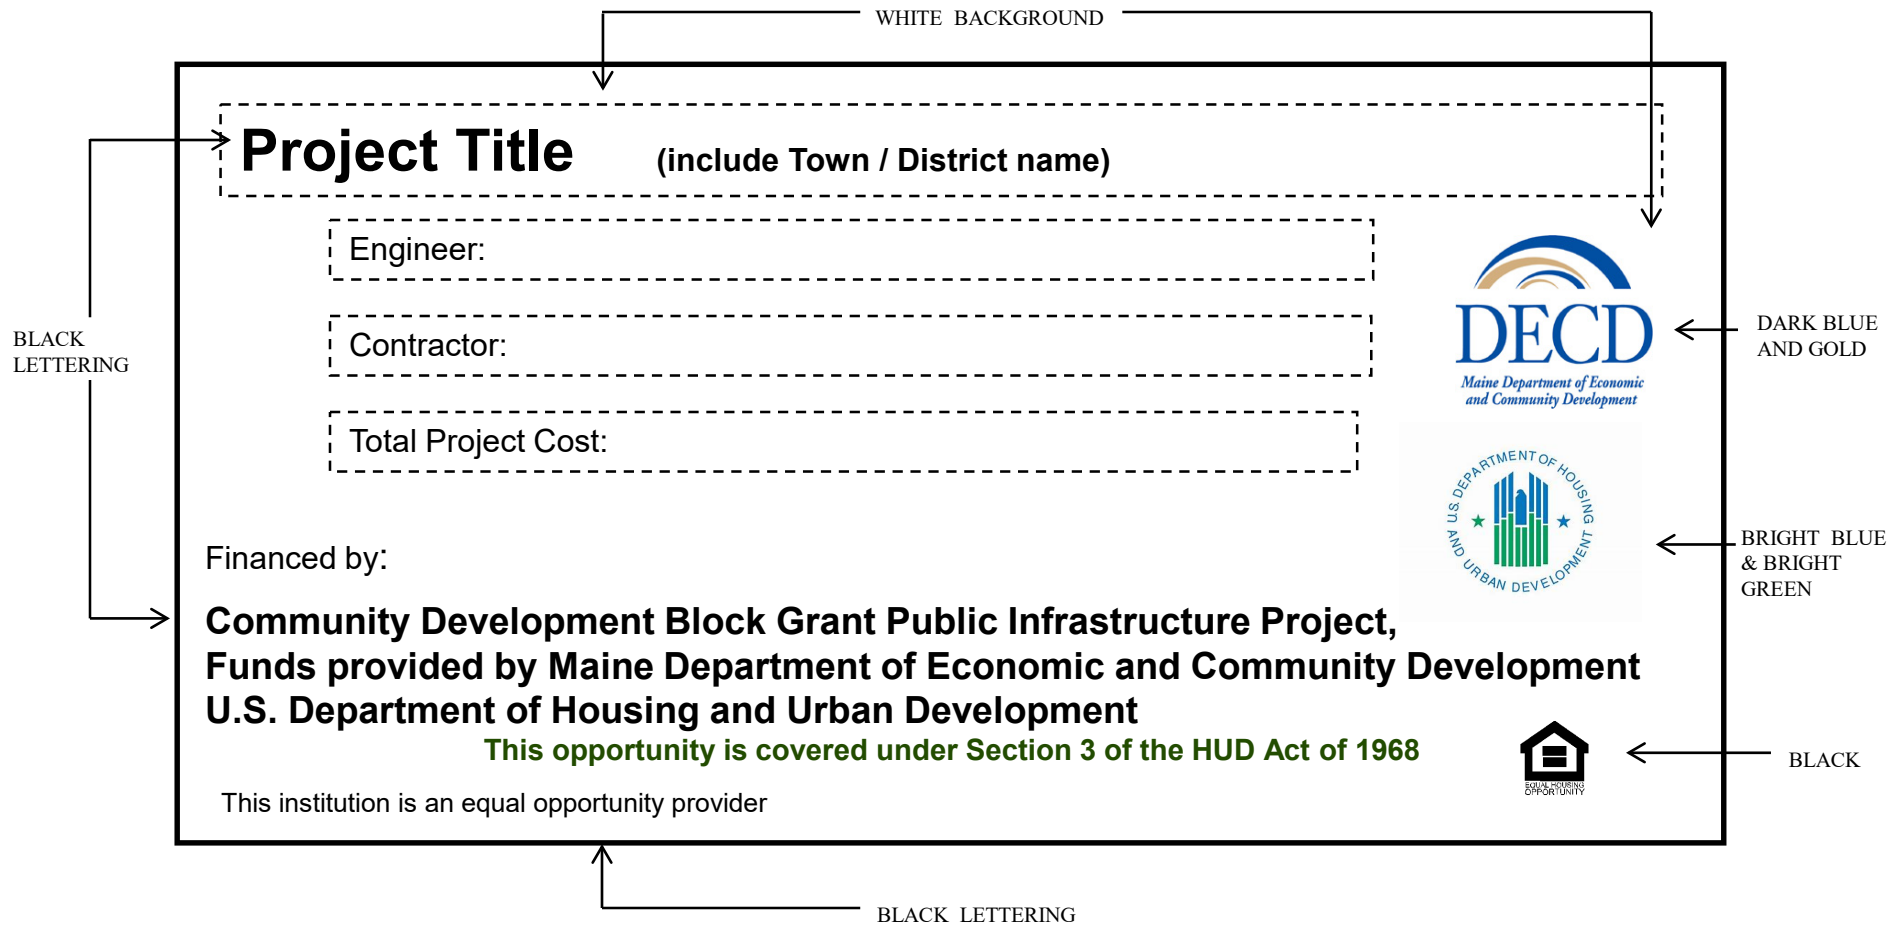 WHITE BACKGROUND
Project Title (include Town / District name)
Engineer:
Contractor:
Total Project Cost:
BLACK
LETTERING
DECD
Maine Department of Economic
and Community Development
DARK BLUE
AND GOLD
U.S. DEPARTMENT OF HOUSING
AND URBAN DEVELOPMENT
BRIGHT BLUE
& BRIGHT
GREEN
Financed by:
Community Development Block Grant Public Infrastructure Project,
Funds provided by Maine Department of Economic and Community Development
U.S. Department of Housing and Urban Development
This opportunity is covered under Section 3 of the HUD Act of 1968
EQUAL HOUSING
OPPORTUNITY
BLACK
This institution is an equal opportunity provider
BLACK LETTERING